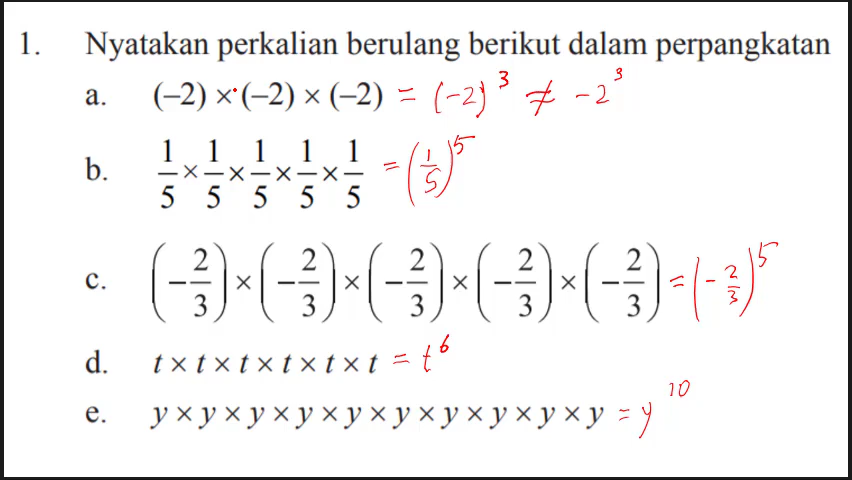 1. Nyatakan perkalian berulang berikut dalam perpangkatan
a. (–2) × (–2) × (–2) = (-2)³ ≠ -2³
b. 1/5 × 1/5 × 1/5 × 1/5 × 1/5 = (1/5)⁵
c. (–2/3) × (–2/3) × (–2/3) × (–2/3) × (–2/3) = (-2/3)⁵
d. t × t × t × t × t × t = t⁶
e. y × y × y × y × y × y × y × y × y × y = y¹⁰